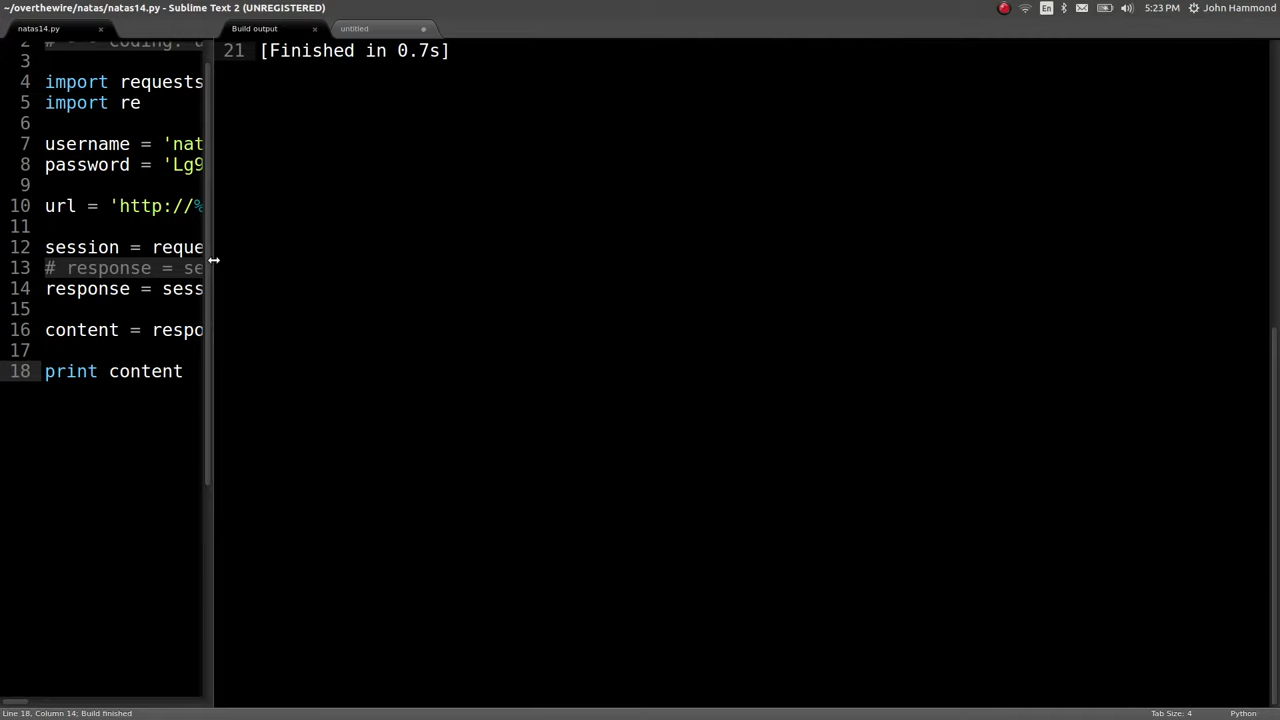 ~/overthewire/natas/natas14.py - Sublime Text 2 (UNREGISTERED)
En
5:23 PM
John Hammond
natas14.py
Build output
untitled
2 # - - coding: u
3
4 import requests
5 import re
6
7 username = 'nat
8 password = 'Lg9
9
10 url = 'http://%
11
12 session = reque
13 # response = se
14 response = sess
15
16 content = respo
17
18 print content
21 [Finished in 0.7s]
Line 18, Column 14; Build finished
Tab Size: 4
Python